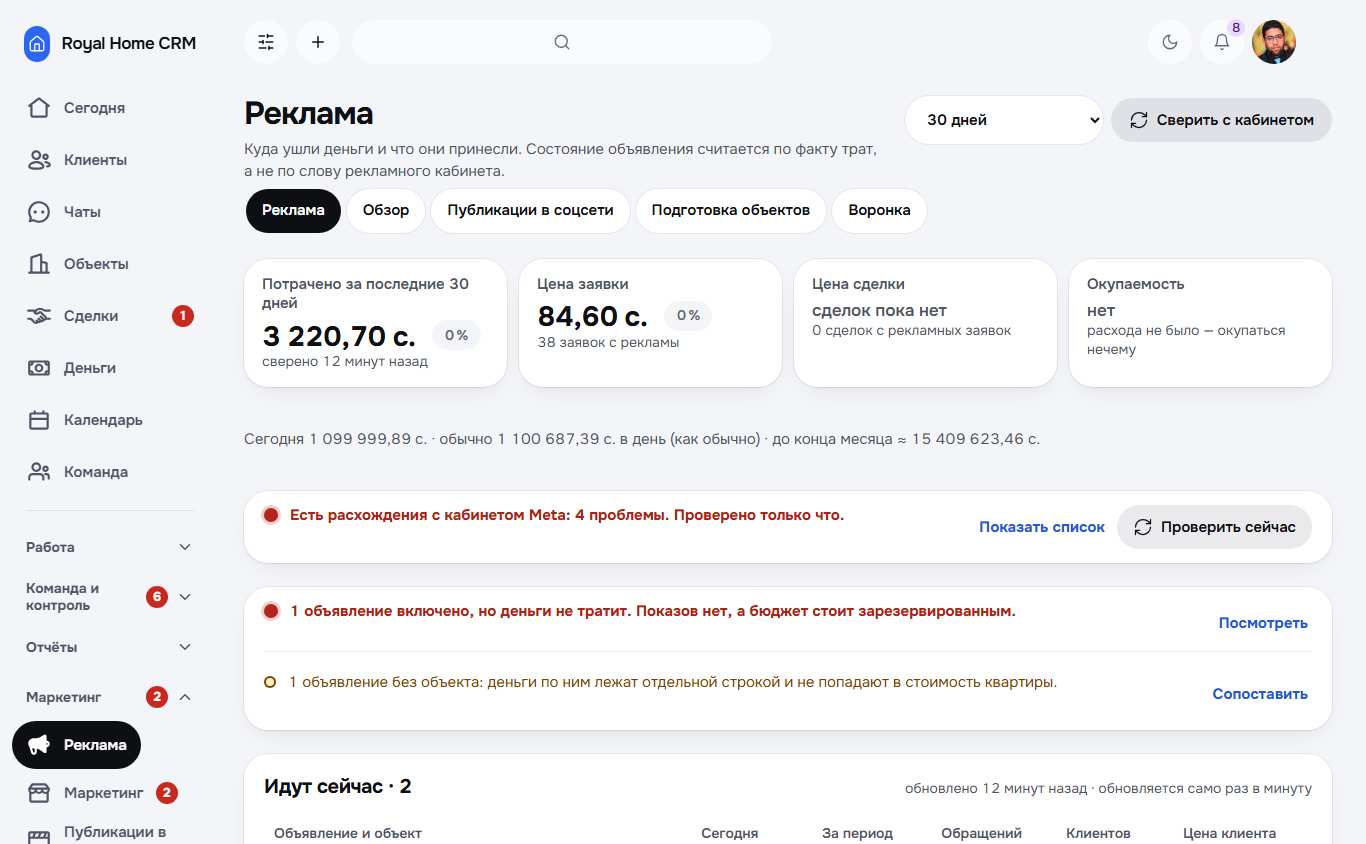 Royal Home CRM
8
Сегодня
Клиенты
Чаты
Объекты
Сделки 1
Деньги
Календарь
Команда
Работа
Команда и
контроль 6
Отчёты
Маркетинг 2
Реклама
Маркетинг 2
Публикации в
Реклама
Куда ушли деньги и что они принесли. Состояние объявления считается по факту трат,
а не по слову рекламного кабинета.
30 дней
Сверить с кабинетом
Реклама Обзор Публикации в соцсети Подготовка объектов Воронка
Потрачено за последние 30
дней
3 220,70 с. 0 %
сверено 12 минут назад
Цена заявки
84,60 с. 0 %
38 заявок с рекламы
Цена сделки
сделок пока нет
0 сделок с рекламных заявок
Окупаемость
нет
расхода не было — окупаться
нечему
Сегодня 1 099 999,89 с. · обычно 1 100 687,39 с. в день (как обычно) · до конца месяца ≈ 15 409 623,46 с.
Есть расхождения с кабинетом Meta: 4 проблемы. Проверено только что.
Показать список
Проверить сейчас
1 объявление включено, но деньги не тратит. Показов нет, а бюджет стоит зарезервированным.
Посмотреть
1 объявление без объекта: деньги по ним лежат отдельной строкой и не попадают в стоимость квартиры.
Сопоставить
Идут сейчас · 2
обновлено 12 минут назад · обновляется само раз в минуту
Объявление и объект Сегодня За период Обращений Клиентов Цена клиента